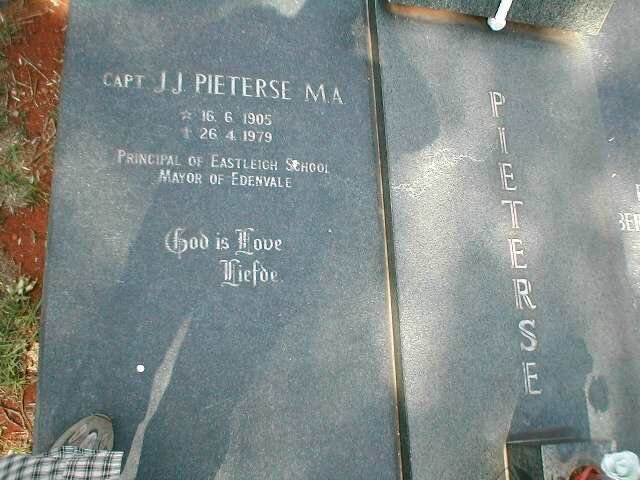 CAPT J.J. PIETERSE M.A.
☆ 16. 6. 1905
✝ 26. 4. 1979
PRINCIPAL OF EASTLEIGH SCHOOL
MAYOR OF EDENVALE
God is Love
Liefde.
PIETERSE